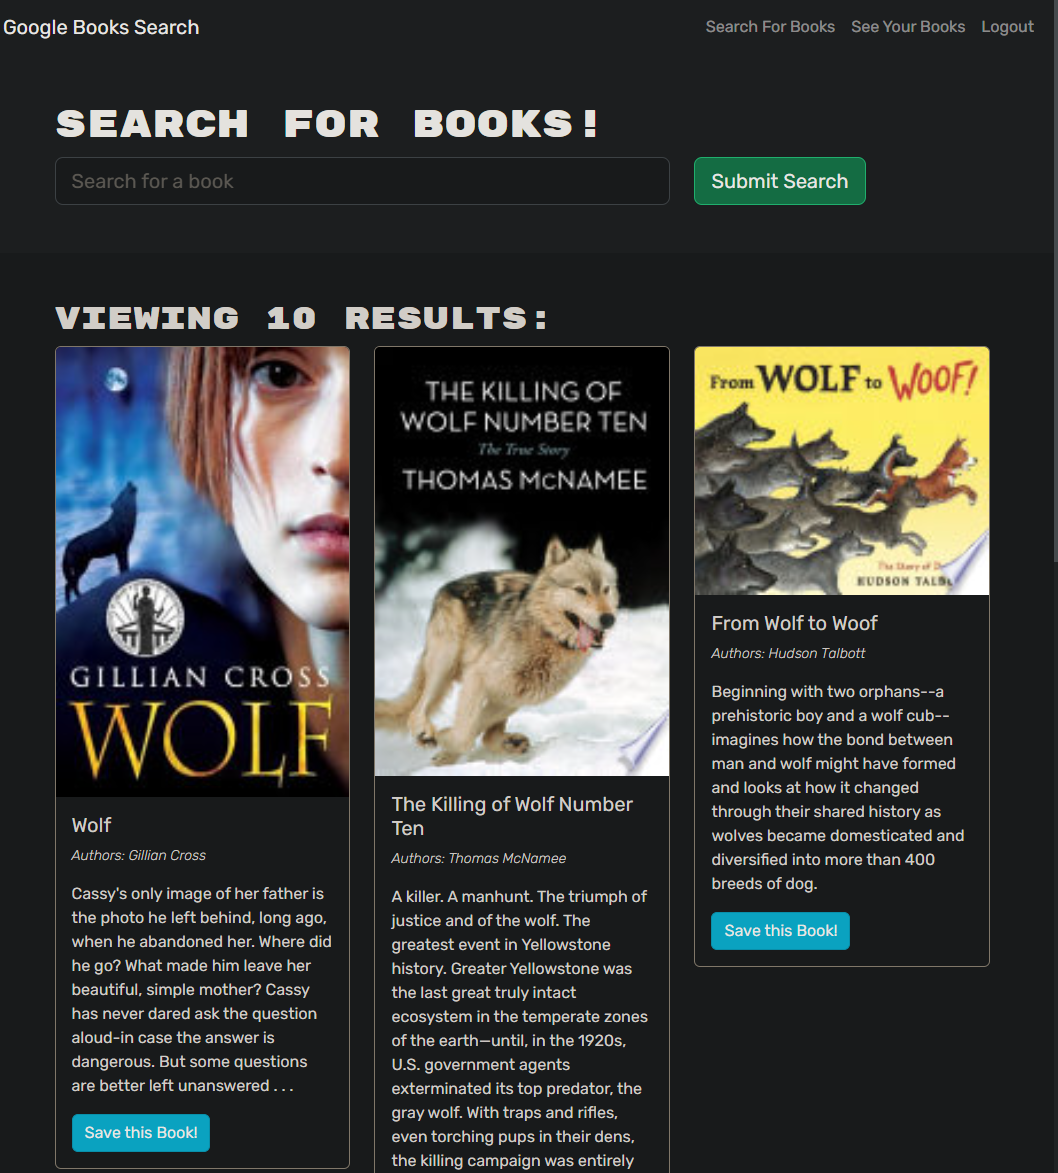 Google Books Search
Search For Books
See Your Books
Logout
SEARCH FOR BOOKS!
Search for a book
Submit Search
VIEWING 10 RESULTS:
GILLIAN CROSS
WOLF
Wolf
Authors: Gillian Cross
Cassy's only image of her father is
the photo he left behind, long ago,
when he abandoned her. Where did
he go? What made him leave her
beautiful, simple mother? Cassy
has never dared ask the question
aloud-in case the answer is
dangerous. But some questions
are better left unanswered . . .
Save this Book!
THE KILLING OF
WOLF NUMBER TEN
The True Story
THOMAS McNAMEE
The Killing of Wolf Number
Ten
Authors: Thomas McNamee
A killer. A manhunt. The triumph of
justice and of the wolf. The
greatest event in Yellowstone
history. Greater Yellowstone was
the last great truly intact
ecosystem in the temperate zones
of the earth—until, in the 1920s,
U.S. government agents
exterminated its top predator, the
gray wolf. With traps and rifles,
even torching pups in their dens,
the killing campaign was entirely
From WOLF to WOOF!
The Story of
HUDSON
From Wolf to Woof
Authors: Hudson Talbott
Beginning with two orphans--a
prehistoric boy and a wolf cub--
imagines how the bond between
man and wolf might have formed
and looks at how it changed
through their shared history as
wolves became domesticated and
diversified into more than 400
breeds of dog.
Save this Book!